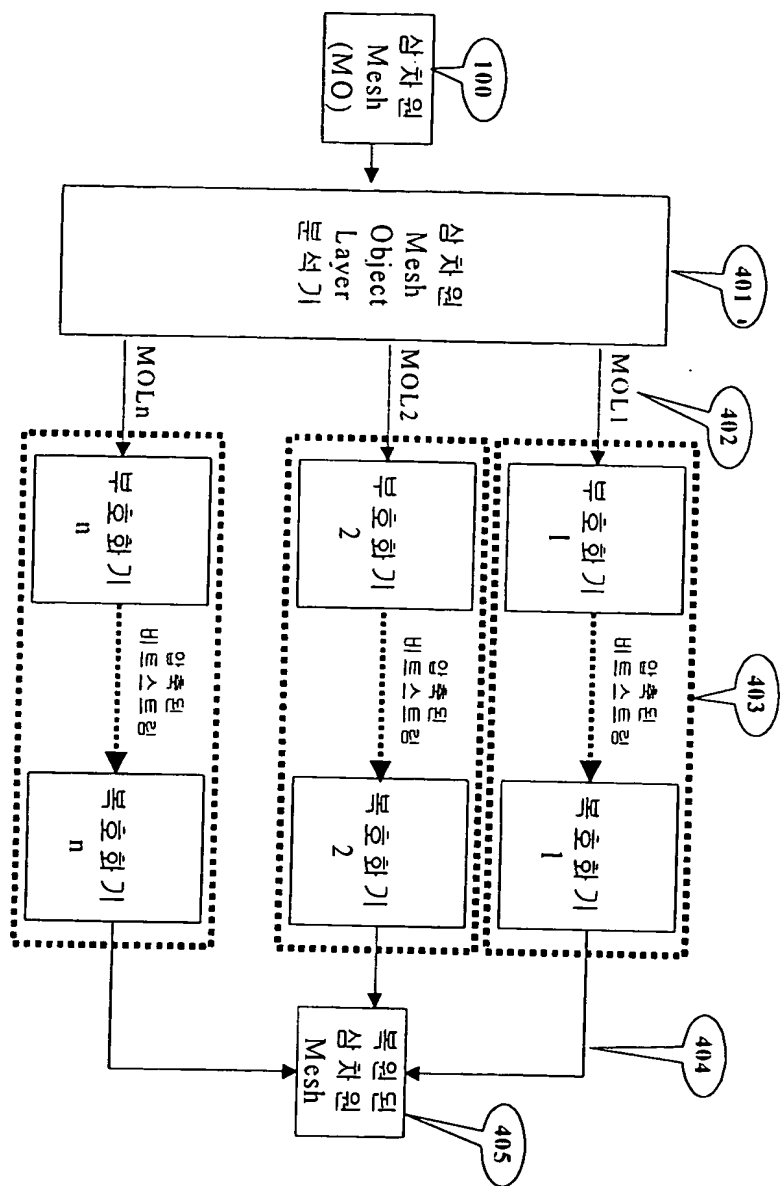 100
삼차원
Mesh
(MO)
401
삼차원
Mesh
Object
Layer
분석기
402
MOL1
MOL2
MOLn
403
부호화기
1
압축된
비트스트림
복호화기
1
부호화기
2
압축된
비트스트림
복호화기
2
부호화기
n
압축된
비트스트림
복호화기
n
404
복원된
삼차원
Mesh
405